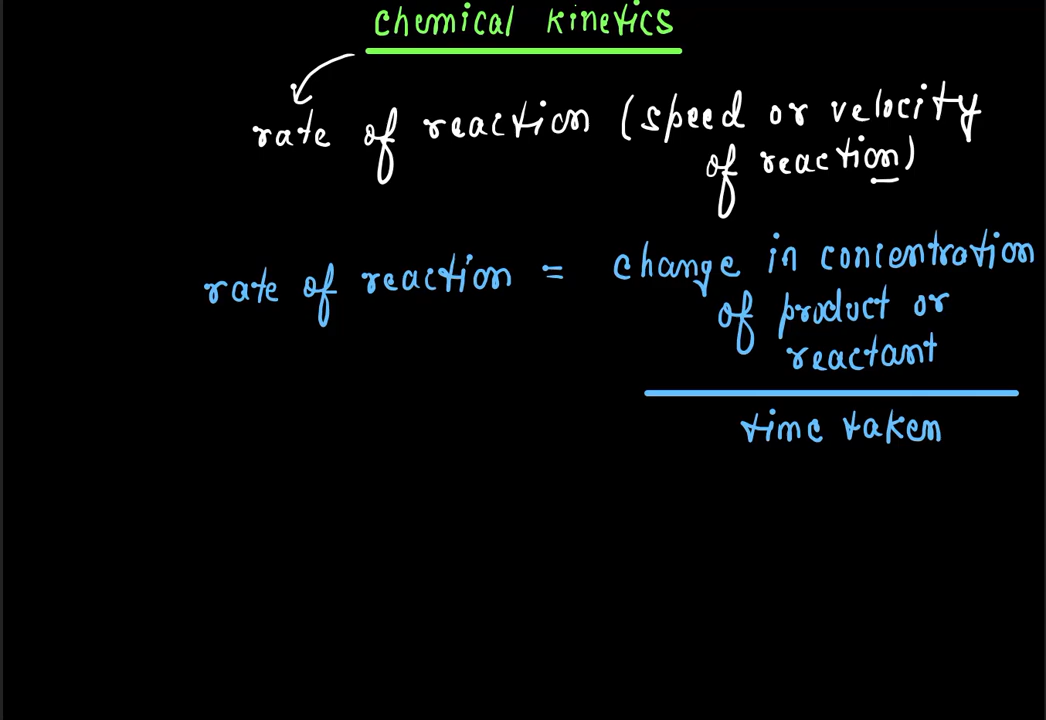 chemical kinetics
rate of reaction (speed or velocity
of reaction)
rate of reaction = change in concentration
of product or
reactant
time taken